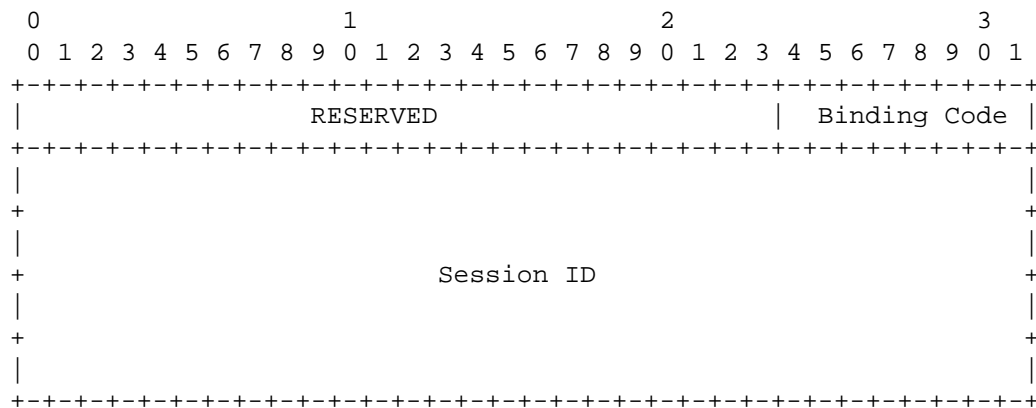 0                   1                   2                   3
 0 1 2 3 4 5 6 7 8 9 0 1 2 3 4 5 6 7 8 9 0 1 2 3 4 5 6 7 8 9 0 1
+-+-+-+-+-+-+-+-+-+-+-+-+-+-+-+-+-+-+-+-+-+-+-+-+-+-+-+-+-+-+-+-+
|                  RESERVED                     |  Binding Code |
+-+-+-+-+-+-+-+-+-+-+-+-+-+-+-+-+-+-+-+-+-+-+-+-+-+-+-+-+-+-+-+-+
|                                                               |
+                                                               +
|                                                               |
+                          Session ID                           +
|                                                               |
+                                                               +
|                                                               |
+-+-+-+-+-+-+-+-+-+-+-+-+-+-+-+-+-+-+-+-+-+-+-+-+-+-+-+-+-+-+-+-+